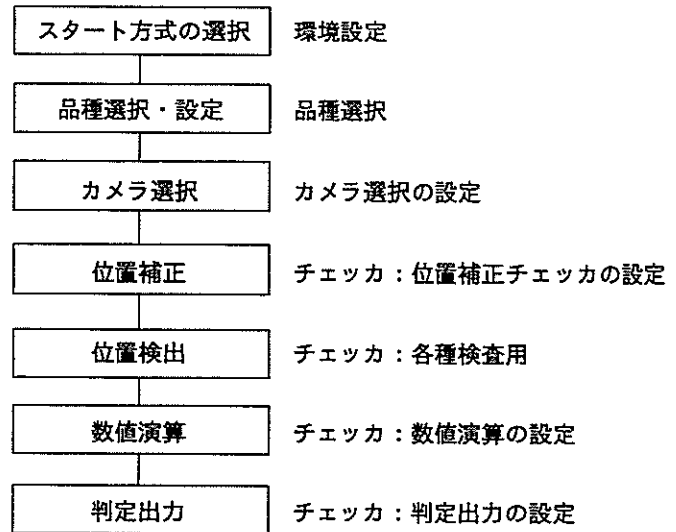 スタート方式の選択 環境設定
品種選択・設定 品種選択
カメラ選択 カメラ選択の設定
位置補正 チェッカ：位置補正チェッカの設定
位置検出 チェッカ：各種検査用
数値演算 チェッカ：数値演算の設定
判定出力 チェッカ：判定出力の設定